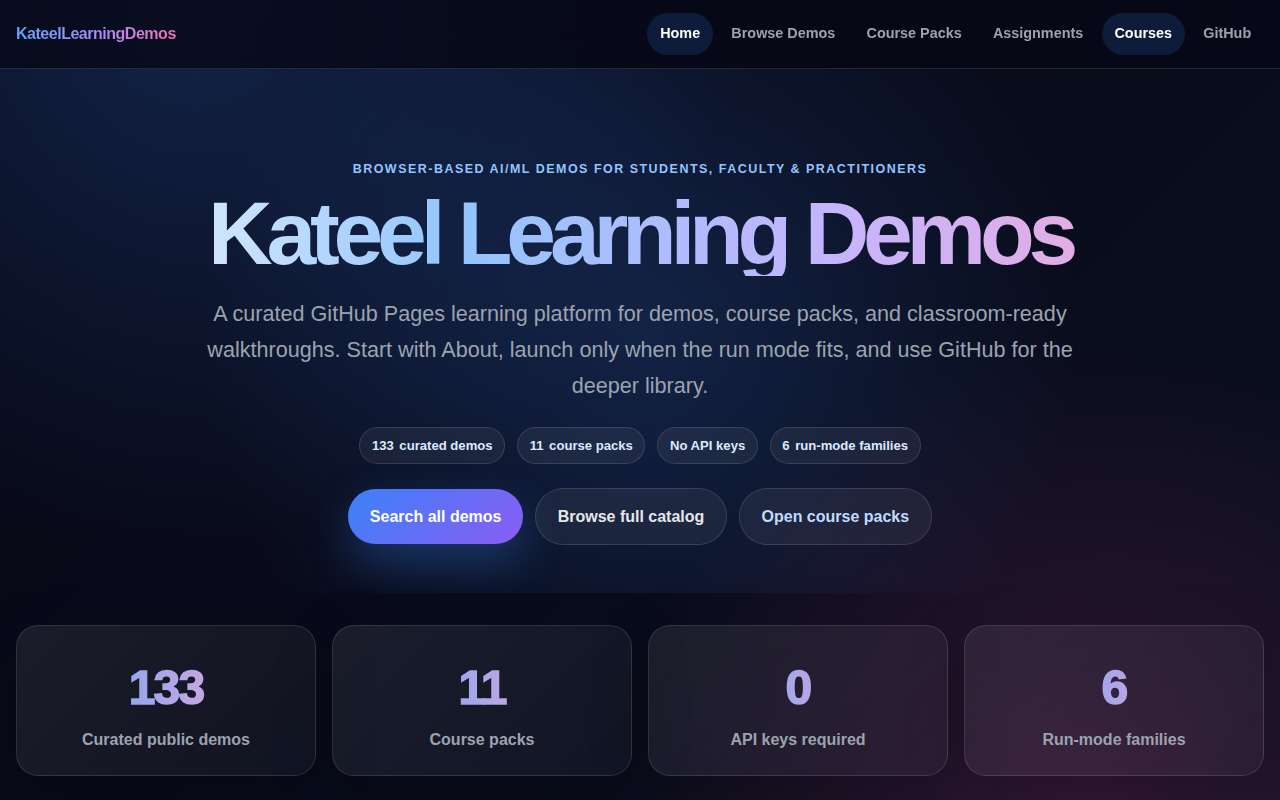 KateelLearningDemos
Home
Browse Demos
Course Packs
Assignments
Courses
GitHub
BROWSER-BASED AI/ML DEMOS FOR STUDENTS, FACULTY & PRACTITIONERS
Kateel Learning Demos
A curated GitHub Pages learning platform for demos, course packs, and classroom-ready
walkthroughs. Start with About, launch only when the run mode fits, and use GitHub for the
deeper library.
133 curated demos
11 course packs
No API keys
6 run-mode families
Search all demos
Browse full catalog
Open course packs
133
Curated public demos
11
Course packs
0
API keys required
6
Run-mode families